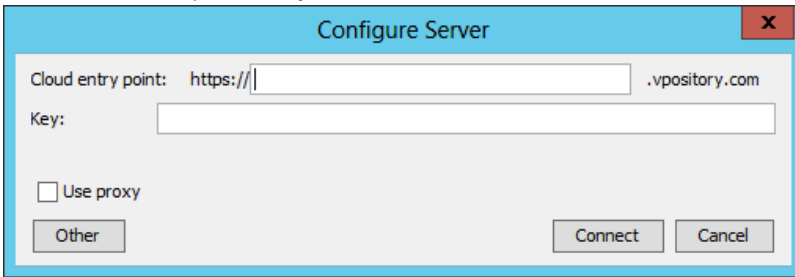 Configure Server
x
Cloud entry point: https:// .vpository.com
Key:
Use proxy
Other Connect Cancel